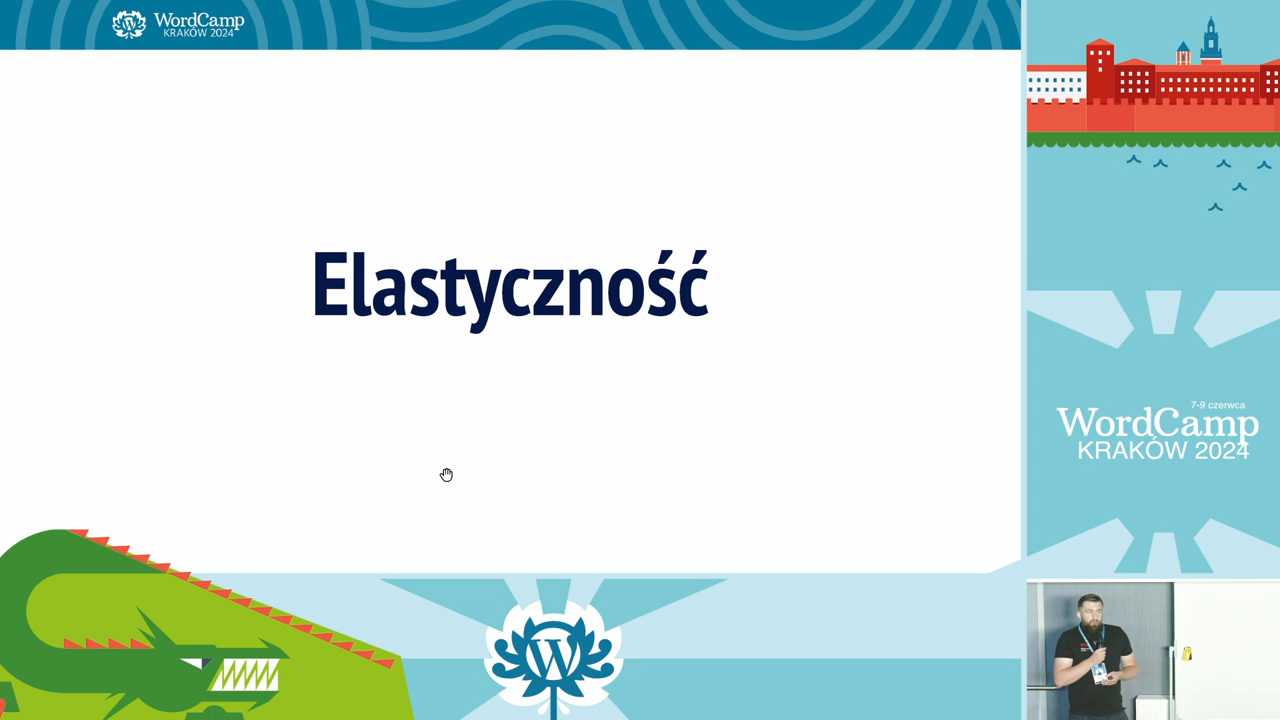 WordCamp
KRAKÓW 2024
Elastyczność
7-9 czerwca
WordCamp
KRAKÓW 2024
W